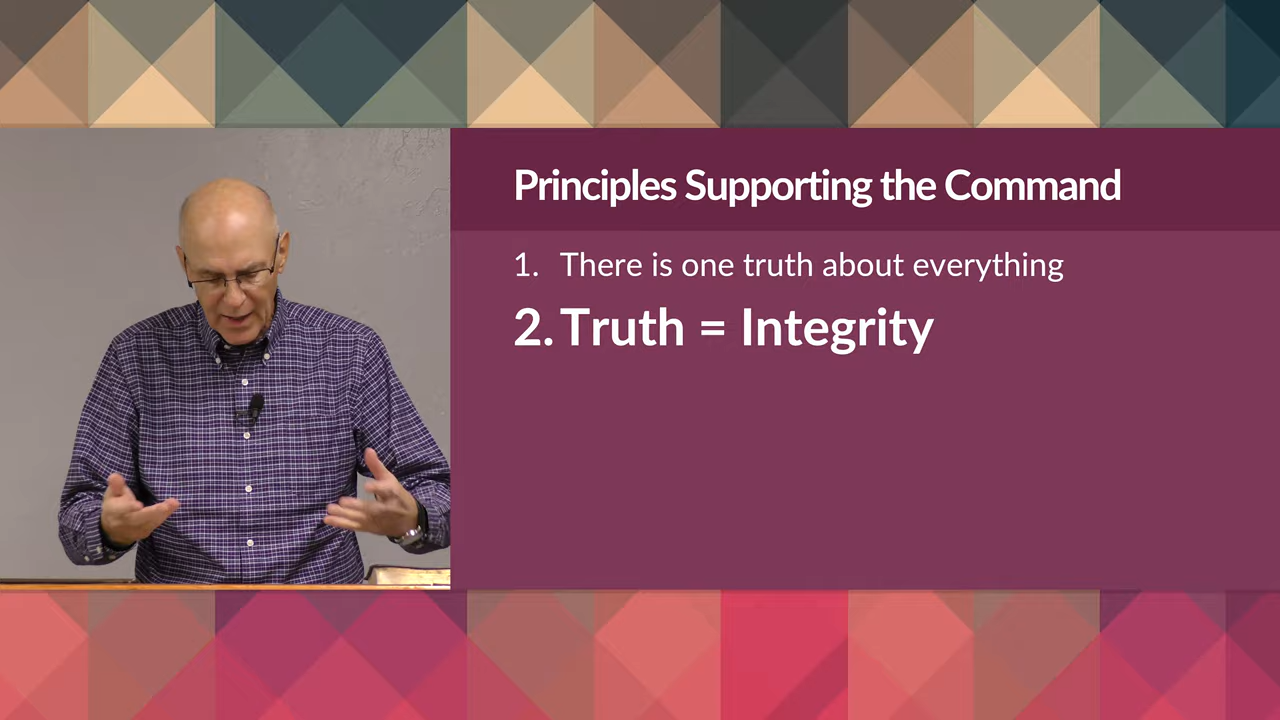 Principles Supporting the Command
1. There is one truth about everything
2. Truth = Integrity